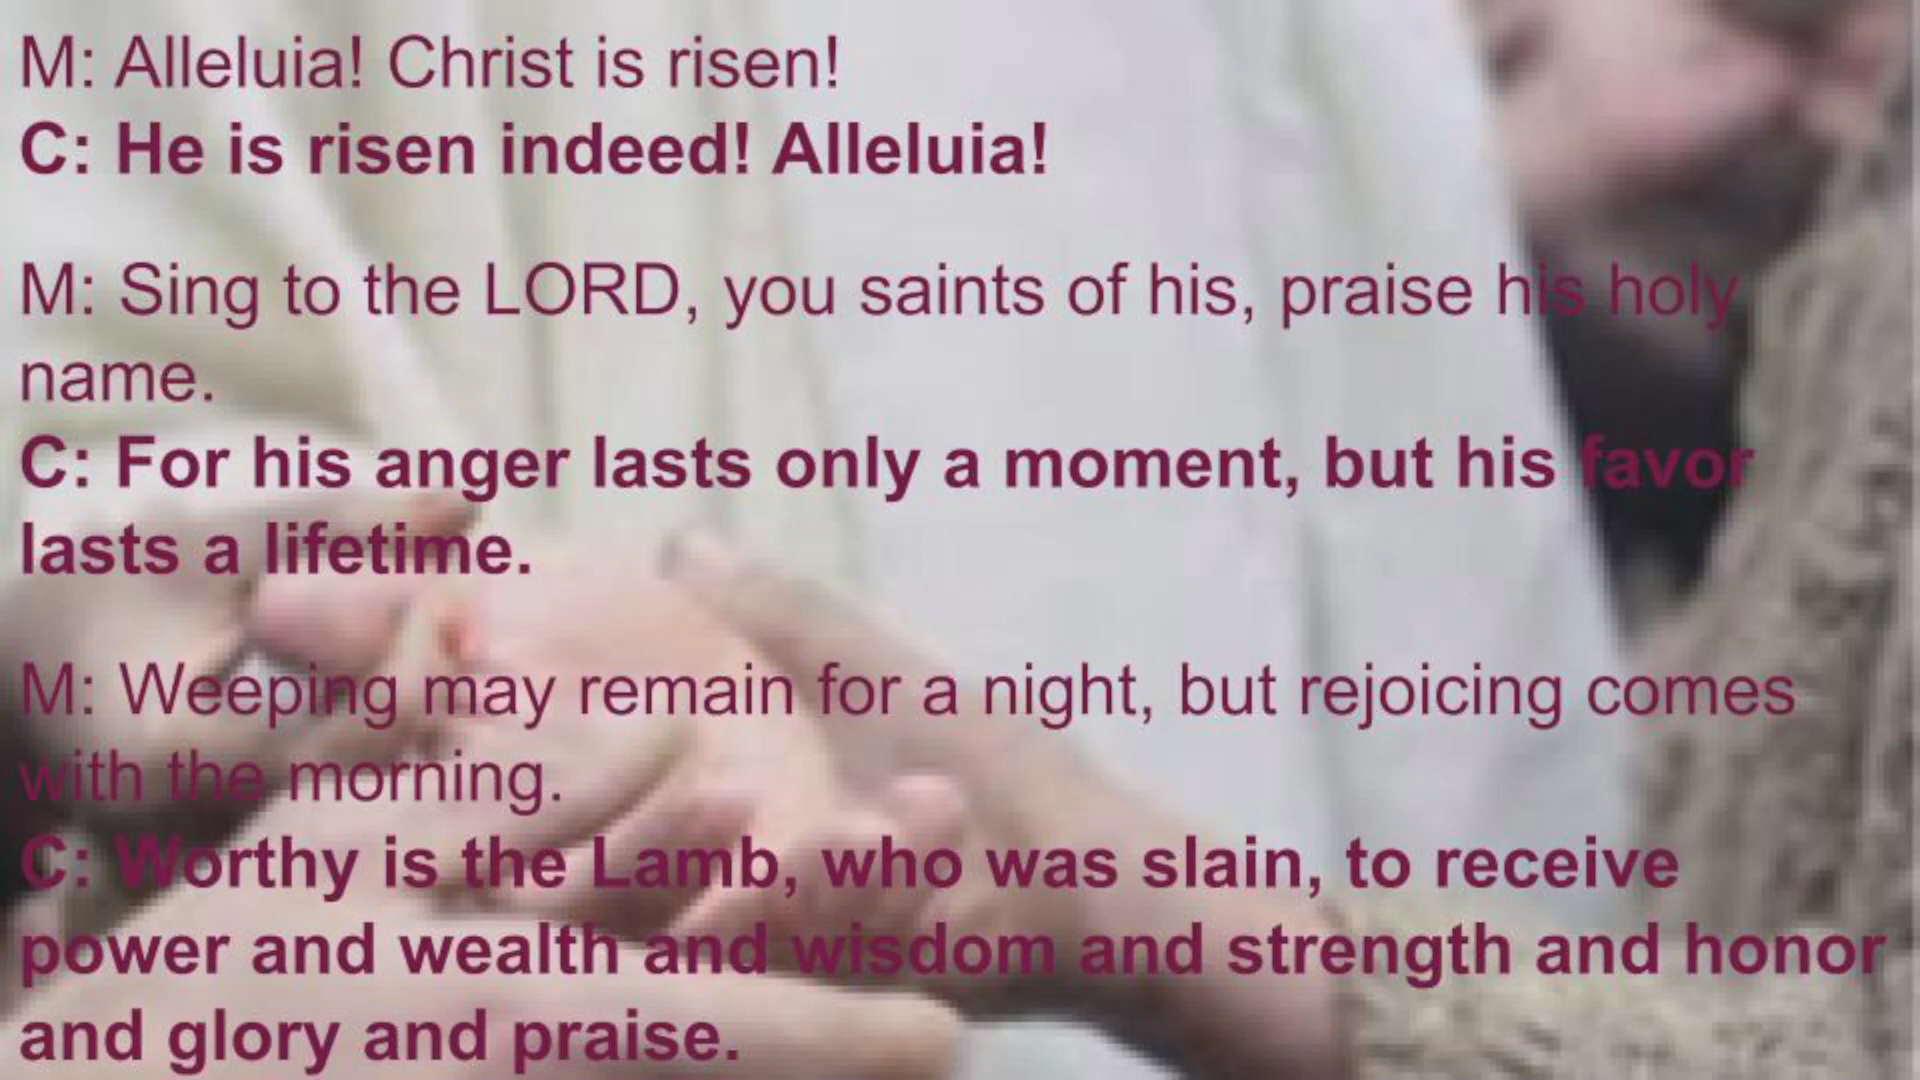 M: Alleluia! Christ is risen!
C: He is risen indeed! Alleluia!
M: Sing to the LORD, you saints of his, praise his holy
name.
C: For his anger lasts only a moment, but his favor
lasts a lifetime.
M: Weeping may remain for a night, but rejoicing comes
with the morning.
C: Worthy is the Lamb, who was slain, to receive
power and wealth and wisdom and strength and honor
and glory and praise.